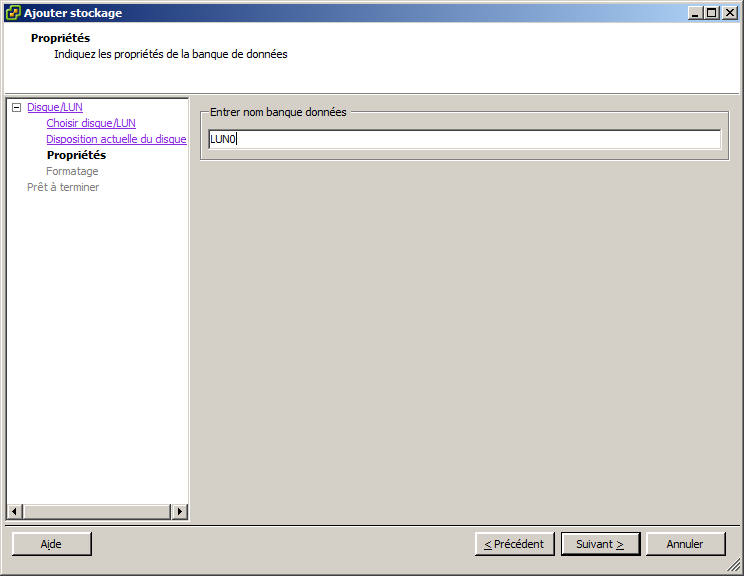 Ajouter stockage
Propriétés
Indiquez les propriétés de la banque de données
Disque/LUN
Choisir disque/LUN
Disposition actuelle du disque
Propriétés
Formatage
Prêt à terminer
Entrer nom banque données
LUN0
Aide
< Précédent
Suivant >
Annuler